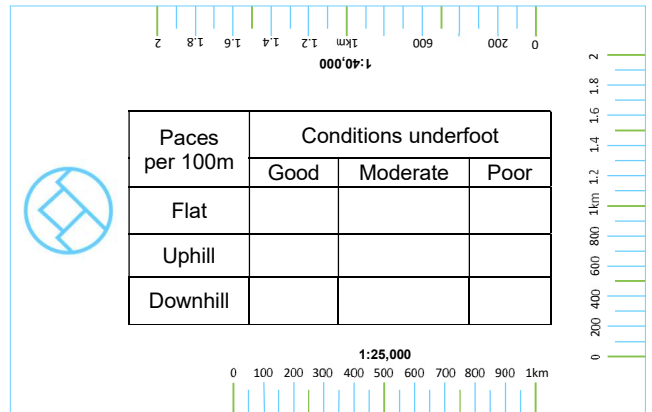 0 200 600 1km 1.2 1.4 1.6 1.8 2
1:40,000
Paces
per 100m
Conditions underfoot
Good Moderate Poor
Flat
Uphill
Downhill
0 200 400 600 800 1km 1.2 1.4 1.6 1.8 2
1:25,000
0 100 200 300 400 500 600 700 800 900 1km